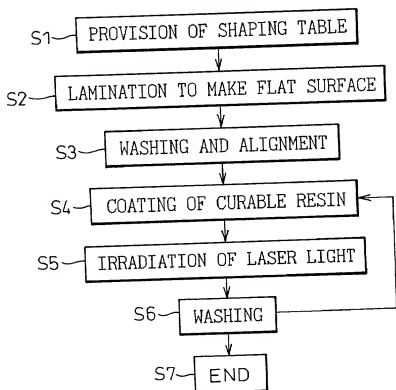 S1 PROVISION OF SHAPING TABLE
S2 LAMINATION TO MAKE FLAT SURFACE
S3 WASHING AND ALIGNMENT
S4 COATING OF CURABLE RESIN
S5 IRRADIATION OF LASER LIGHT
S6 WASHING
S7 END